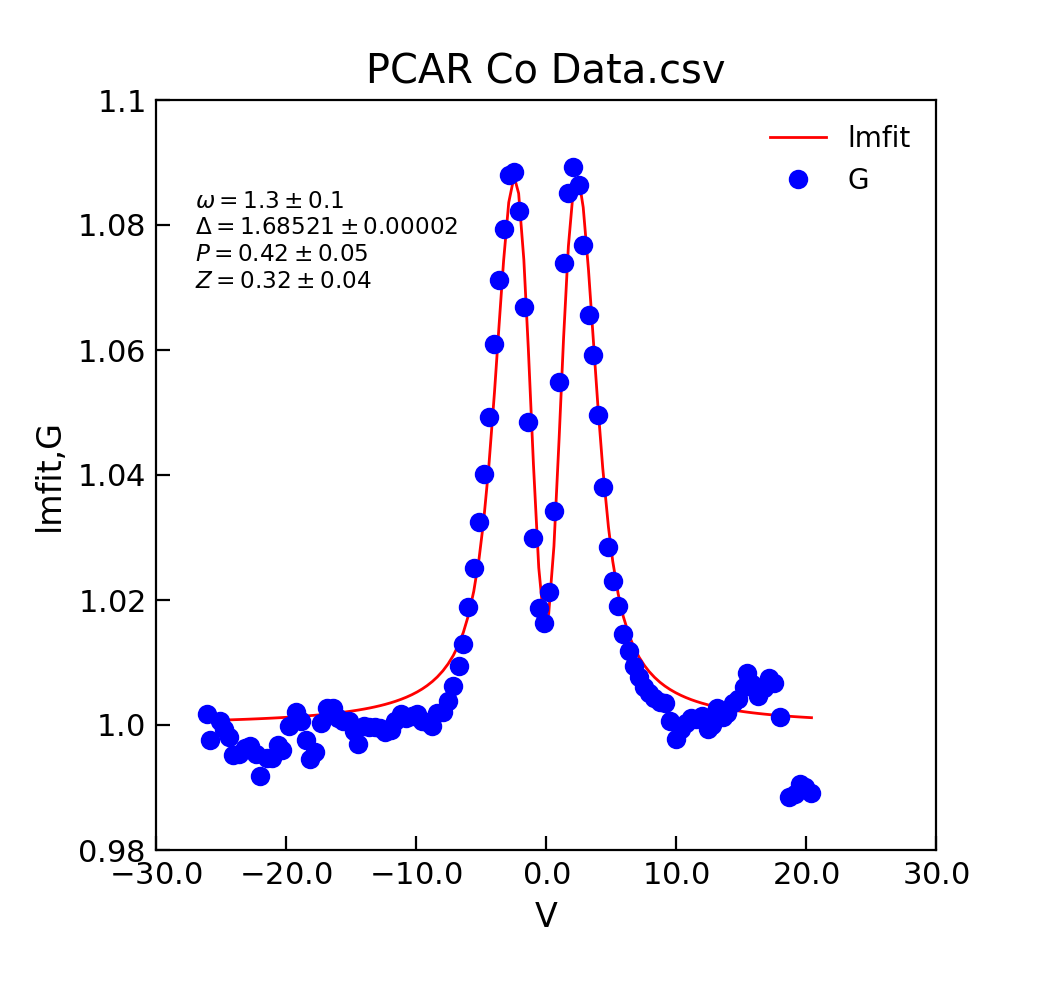 PCAR Co Data.csv
1.1
1.08
1.06
1.04
1.02
1.0
0.98
lmfit,G
lmfit
G
ω = 1.3 ± 0.1
Δ = 1.68521 ± 0.00002
P = 0.42 ± 0.05
Z = 0.32 ± 0.04
−30.0 −20.0 −10.0 0.0 10.0 20.0 30.0
V